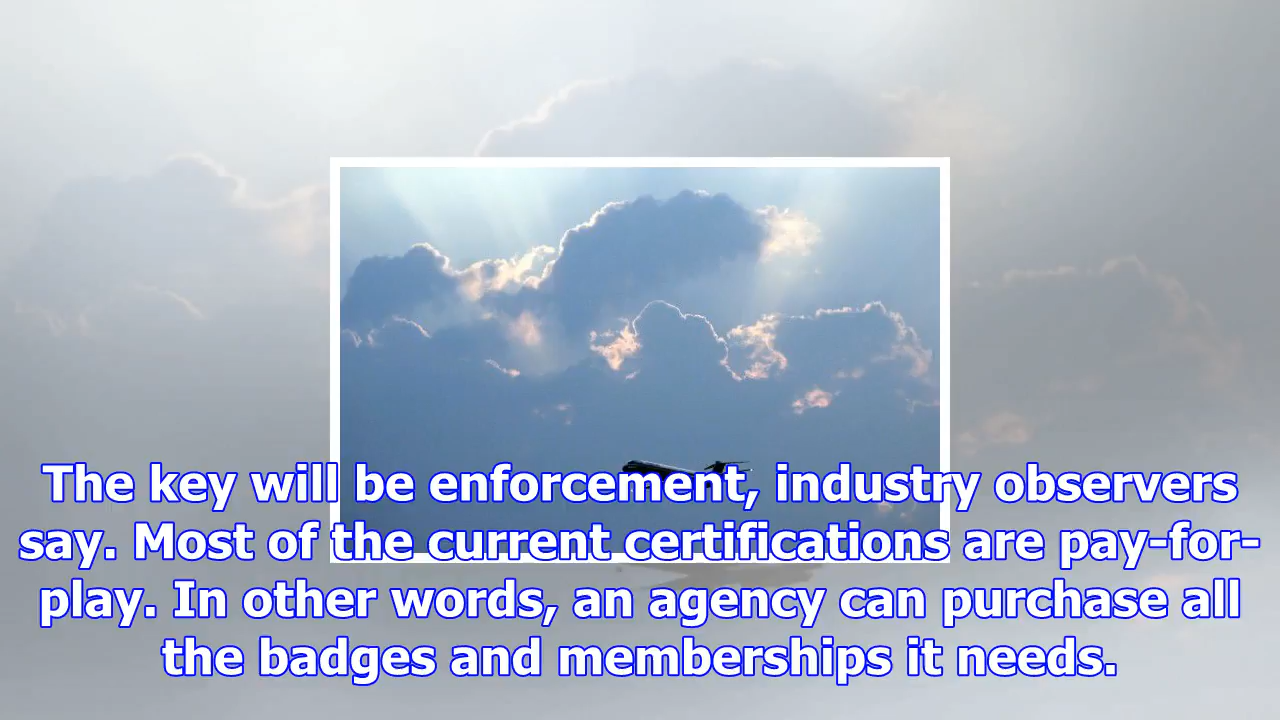 The key will be enforcement, industry observers
say. Most of the current certifications are pay-for-
play. In other words, an agency can purchase all
the badges and memberships it needs.